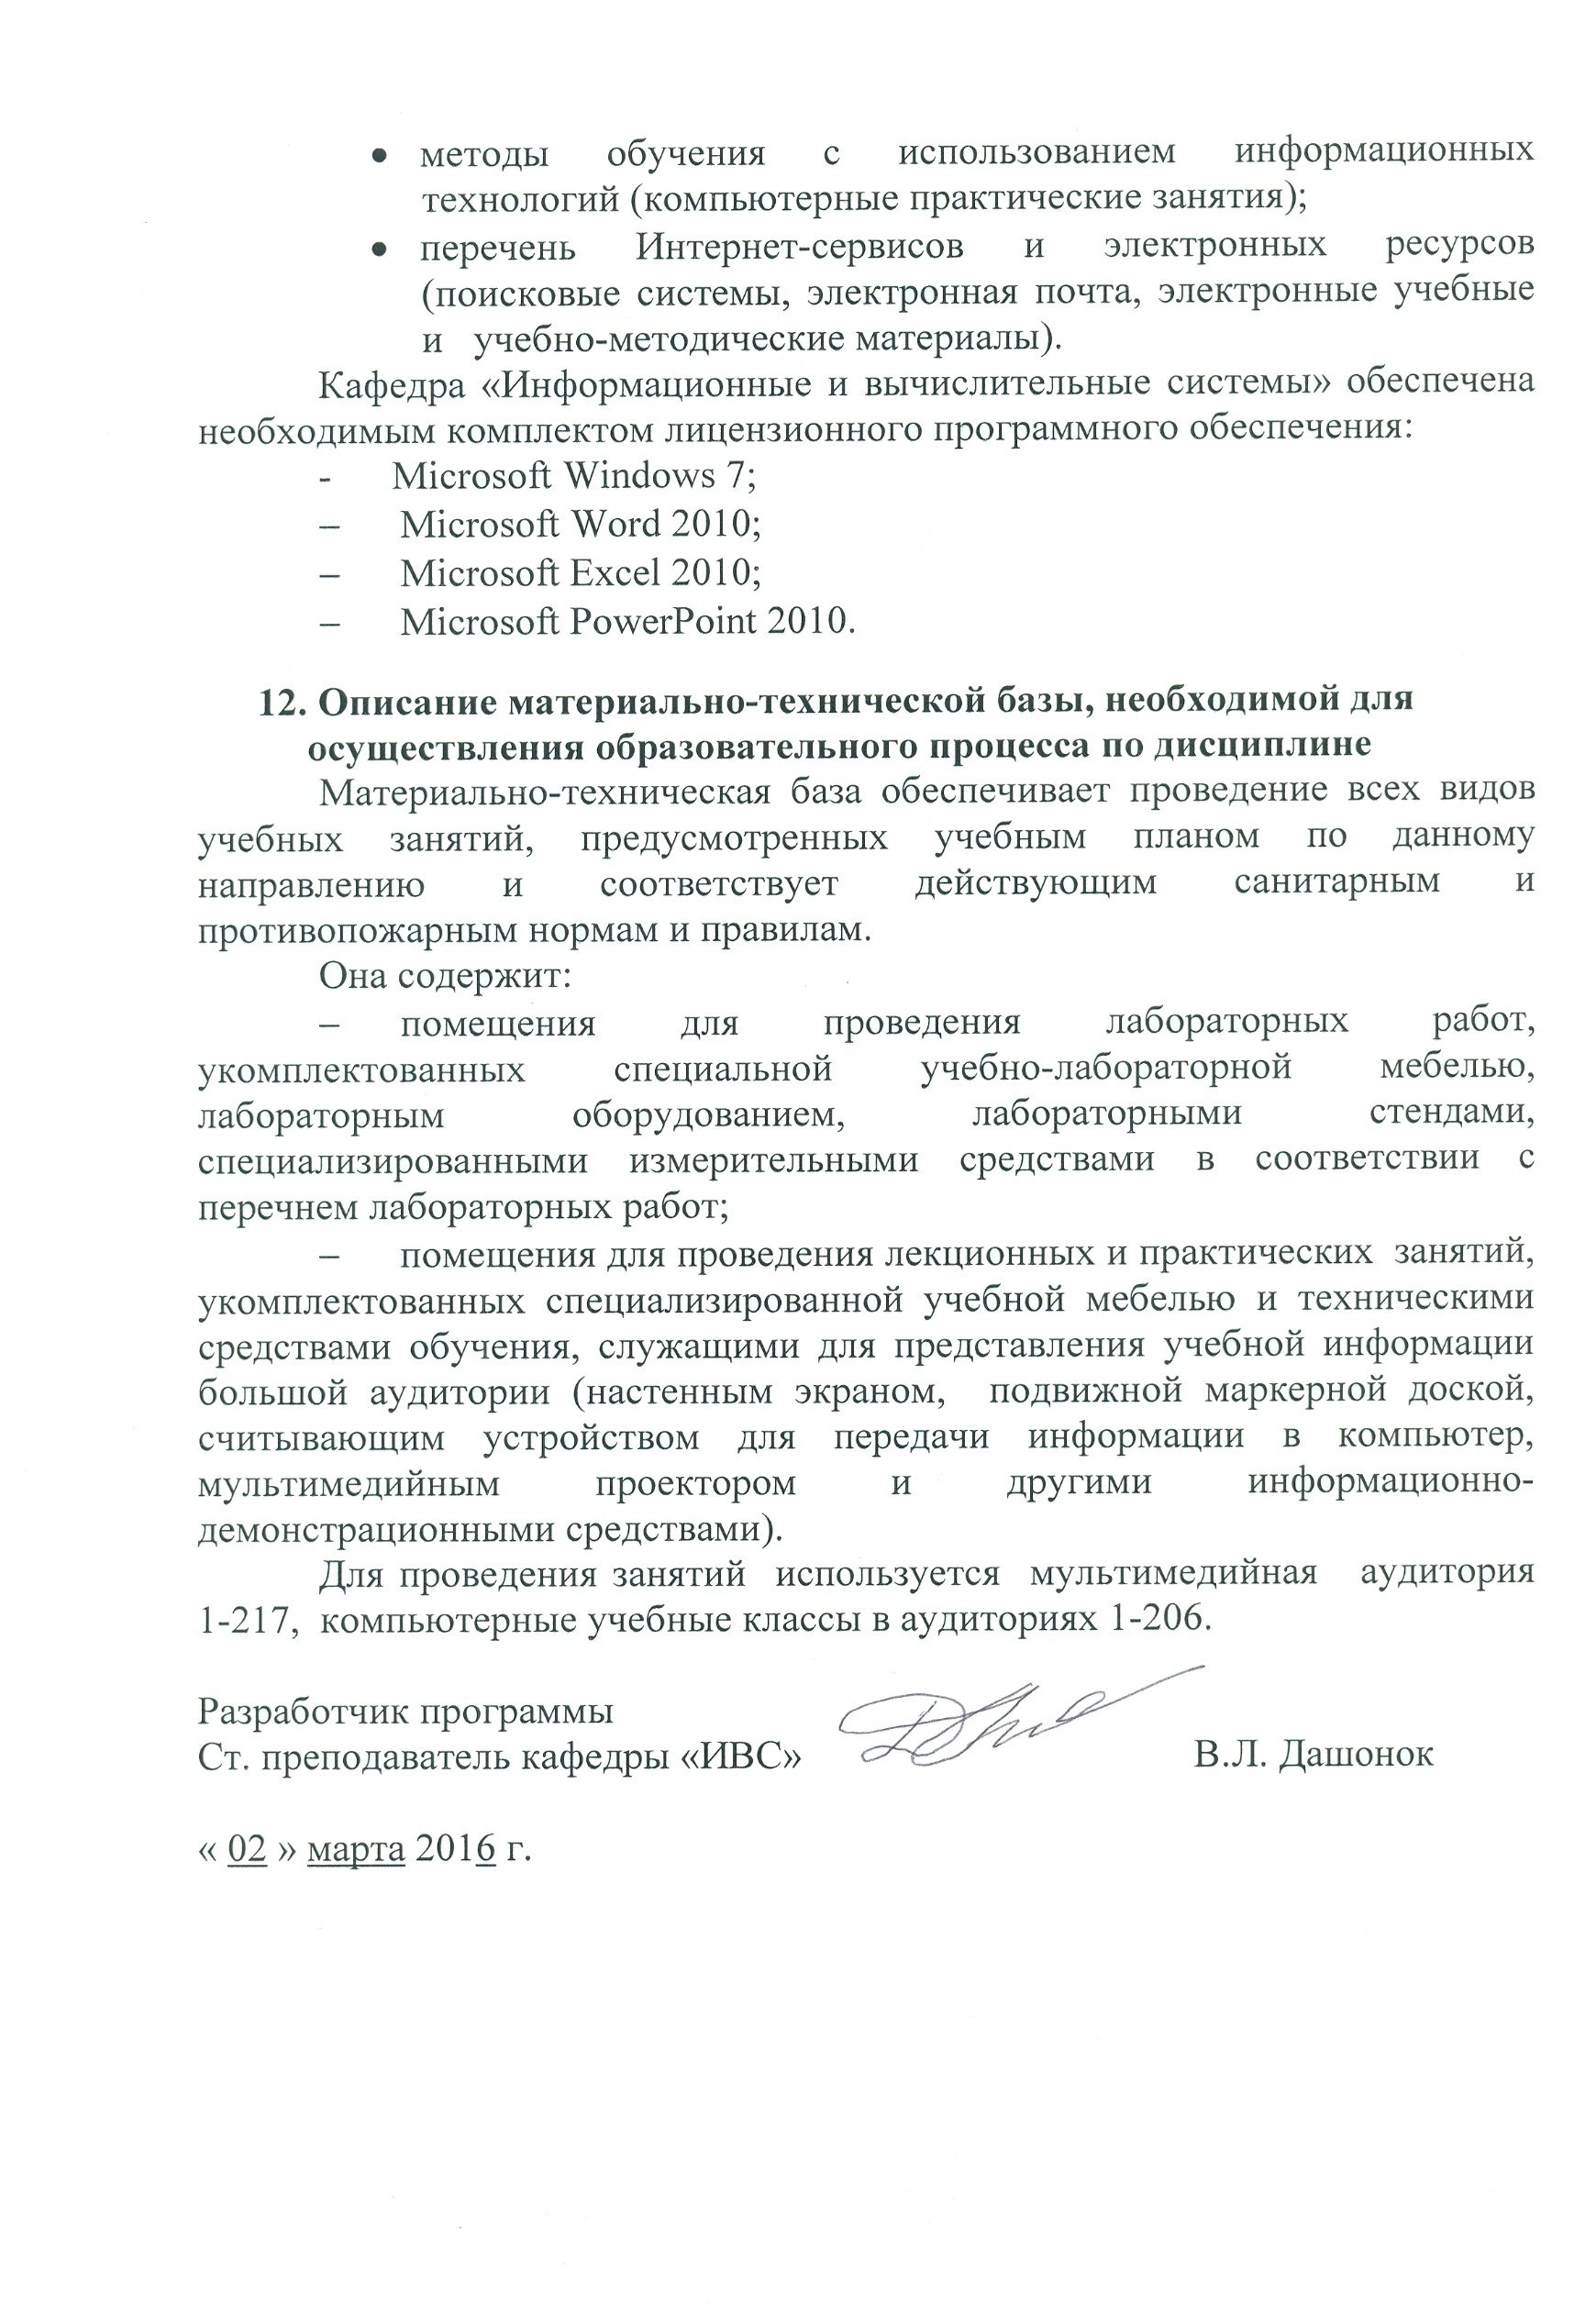 • методы обучения с использованием информационных
технологий (компьютерные практические занятия);
• перечень Интернет-сервисов и электронных ресурсов
(поисковые системы, электронная почта, электронные учебные
и учебно-методические материалы).
Кафедра «Информационные и вычислительные системы» обеспечена
необходимым комплектом лицензионного программного обеспечения:
- Microsoft Windows 7;
– Microsoft Word 2010;
– Microsoft Excel 2010;
– Microsoft PowerPoint 2010.
12. Описание материально-технической базы, необходимой для
осуществления образовательного процесса по дисциплине
Материально-техническая база обеспечивает проведение всех видов
учебных занятий, предусмотренных учебным планом по данному
направлению и соответствует действующим санитарным и
противопожарным нормам и правилам.
Она содержит:
– помещения для проведения лабораторных работ,
укомплектованных специальной учебно-лабораторной мебелью,
лабораторным оборудованием, лабораторными стендами,
специализированными измерительными средствами в соответствии с
перечнем лабораторных работ;
– помещения для проведения лекционных и практических занятий,
укомплектованных специализированной учебной мебелью и техническими
средствами обучения, служащими для представления учебной информации
большой аудитории (настенным экраном, подвижной маркерной доской,
считывающим устройством для передачи информации в компьютер,
мультимедийным проектором и другими информационно-
демонстрационными средствами).
Для проведения занятий используется мультимедийная аудитория
1-217, компьютерные учебные классы в аудиториях 1-206.
Разработчик программы
Ст. преподаватель кафедры «ИВС» В.Л. Дашонок
« 02 » марта 2016 г.